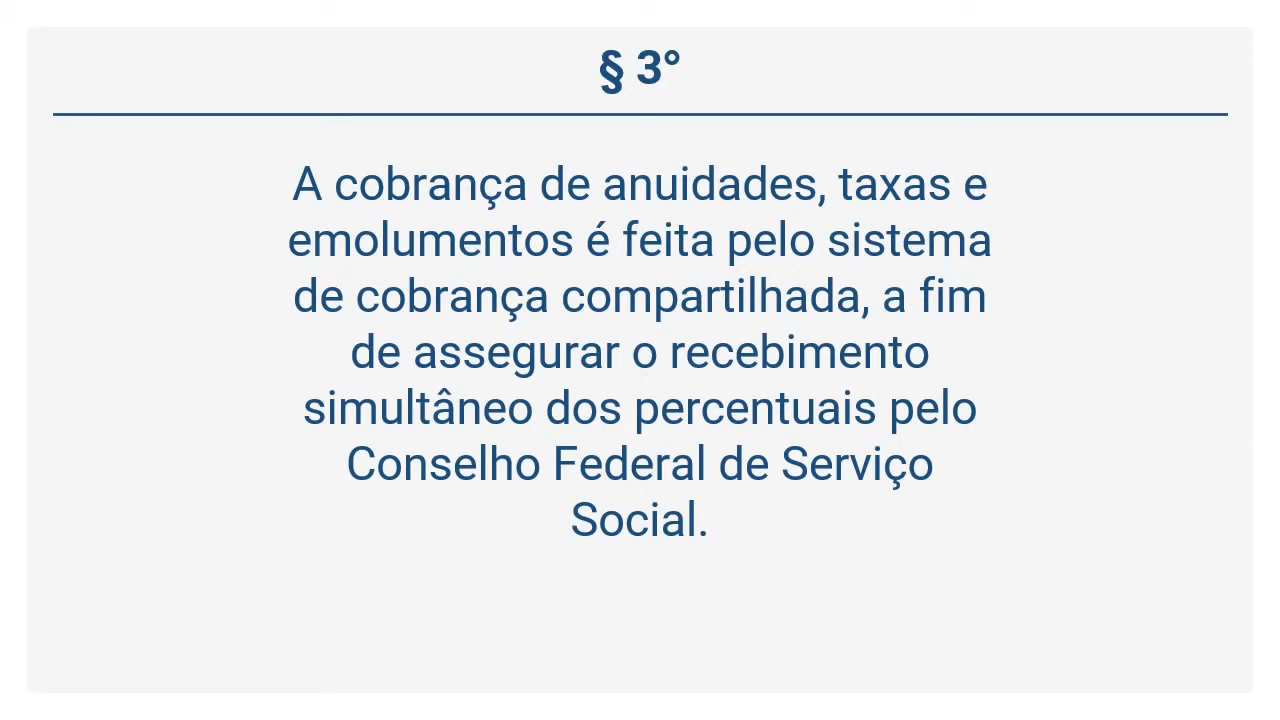 § 3°
A cobrança de anuidades, taxas e
emolumentos é feita pelo sistema
de cobrança compartilhada, a fim
de assegurar o recebimento
simultâneo dos percentuais pelo
Conselho Federal de Serviço
Social.